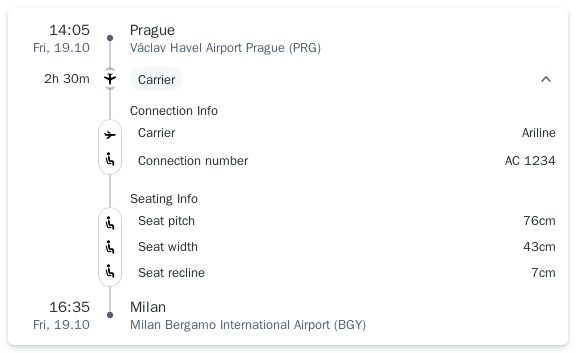 14:05 Prague
Fri, 19.10 Václav Havel Airport Prague (PRG)
2h 30m Carrier
Connection Info
Carrier Ariline
Connection number AC 1234
Seating Info
Seat pitch 76cm
Seat width 43cm
Seat recline 7cm
16:35 Milan
Fri, 19.10 Milan Bergamo International Airport (BGY)